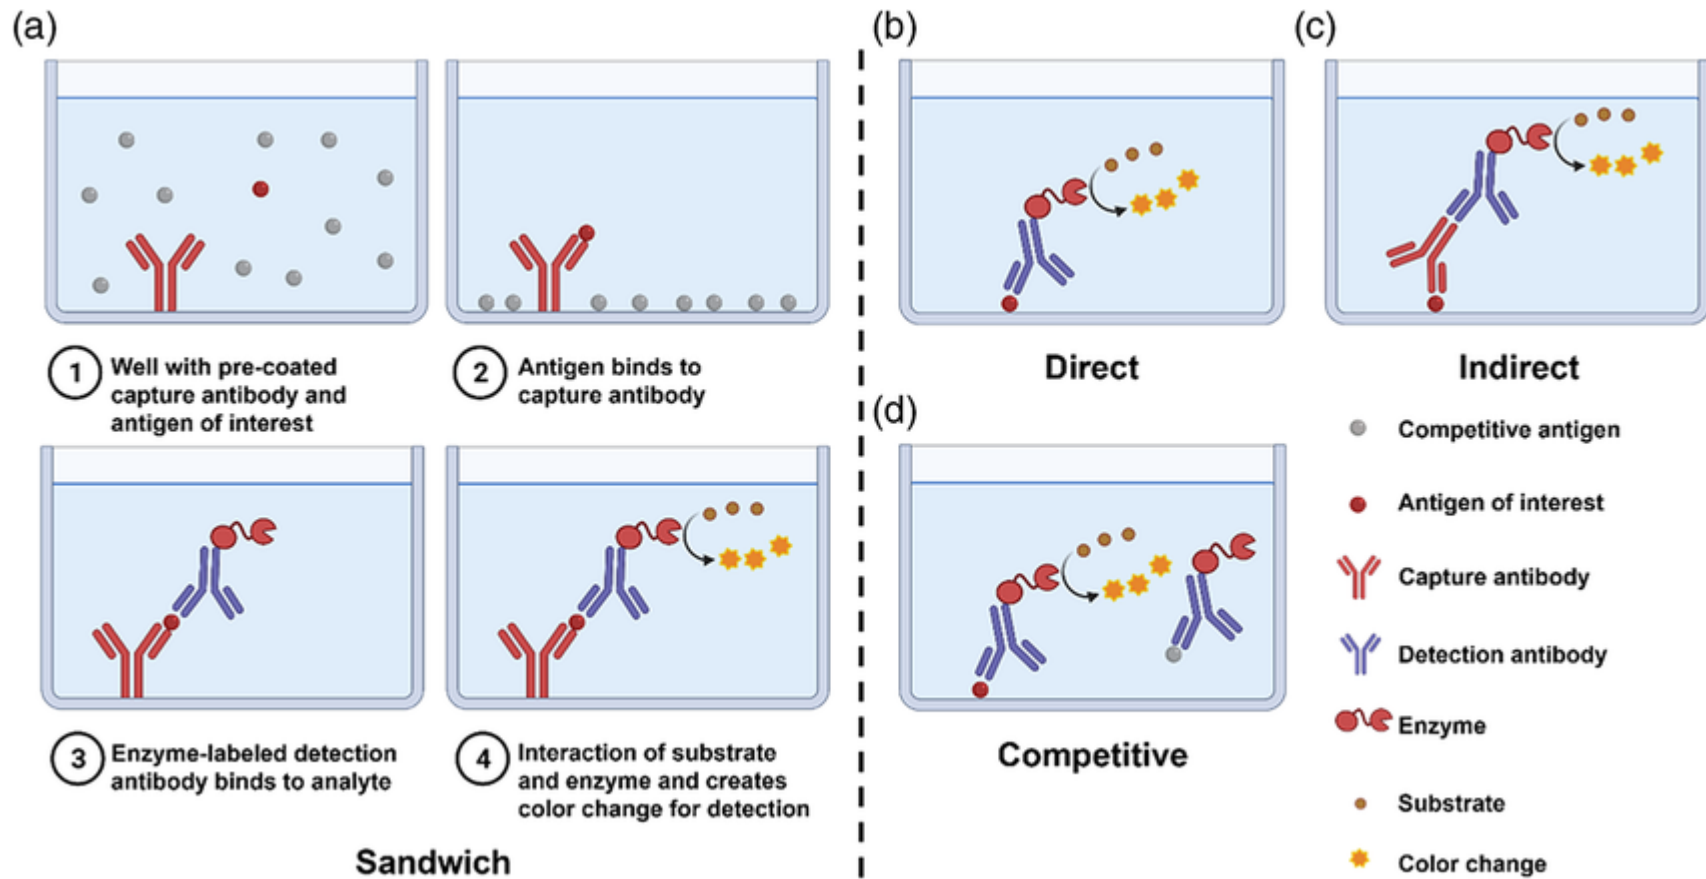 (a)
1 Well with pre-coated
capture antibody and
antigen of interest
2 Antigen binds to
capture antibody
3 Enzyme-labeled detection
antibody binds to analyte
4 Interaction of substrate
and enzyme and creates
color change for detection
Sandwich
(b)
Direct
(c)
Indirect
(d)
Competitive
Competitive antigen
Antigen of interest
Capture antibody
Detection antibody
Enzyme
Substrate
Color change